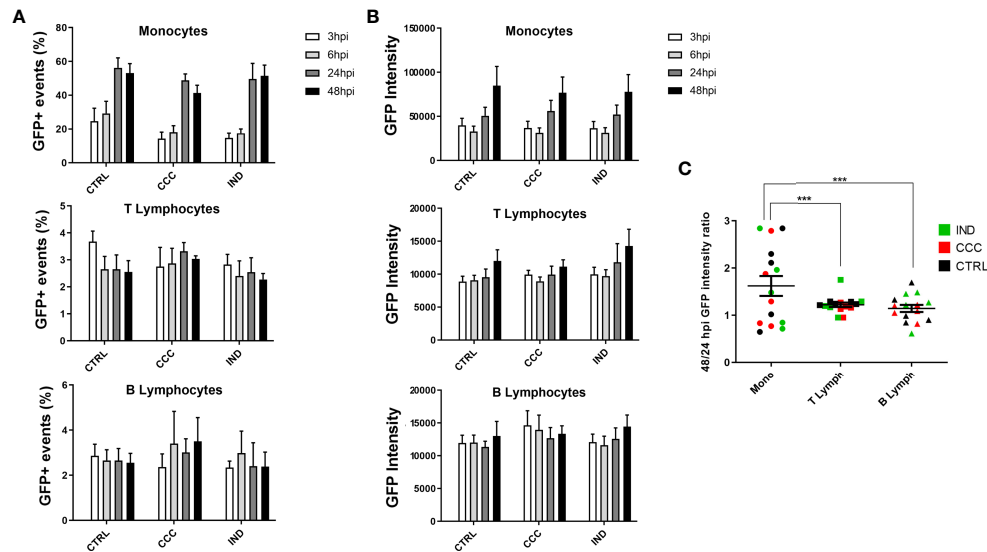 A
Monocytes
GFP+ events (%)
80
60
40
20
0
CTRL
CCC
IND
3hpi
6hpi
24hpi
48hpi
T Lymphocytes
GFP+ events (%)
5
4
3
2
1
0
CTRL
CCC
IND
B Lymphocytes
GFP+ events (%)
6
4
2
0
CTRL
CCC
IND
B
Monocytes
GFP Intensity
150000
100000
50000
0
CTRL
CCC
IND
3hpi
6hpi
24hpi
48hpi
T Lymphocytes
GFP Intensity
20000
15000
10000
5000
0
CTRL
CCC
IND
B Lymphocytes
GFP Intensity
20000
15000
10000
5000
0
CTRL
CCC
IND
C
***
***
48/24 hpi GFP intensity ratio
3
2
1
0
Mono
T Lymph
B Lymph
IND
CCC
CTRL